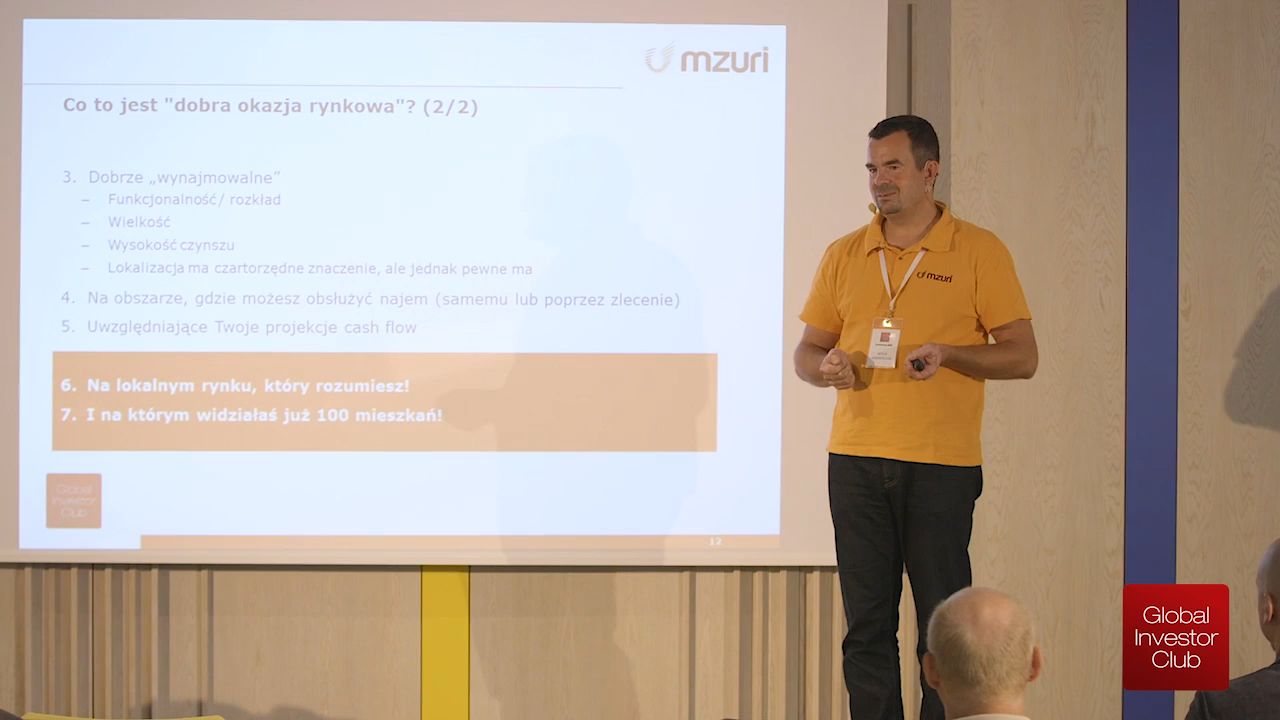 mzuri
Co to jest "dobra okazja rynkowa"? (2/2)
3. Dobrze „wynajmowalne”
– Funkcjonalność/ rozkład
– Wielkość
– Wysokość czynszu
– Lokalizacja ma czartorzędne znaczenie, ale jednak pewne ma
4. Na obszarze, gdzie możesz obsłużyć najem (samemu lub poprzez zlecenie)
5. Uwzględniające Twoje projekcje cash flow
6. Na lokalnym rynku, który rozumiesz!
7. I na którym widziałaś już 100 mieszkań!
Global
Investor
Club
12
mzuri
Global
Investor
Club